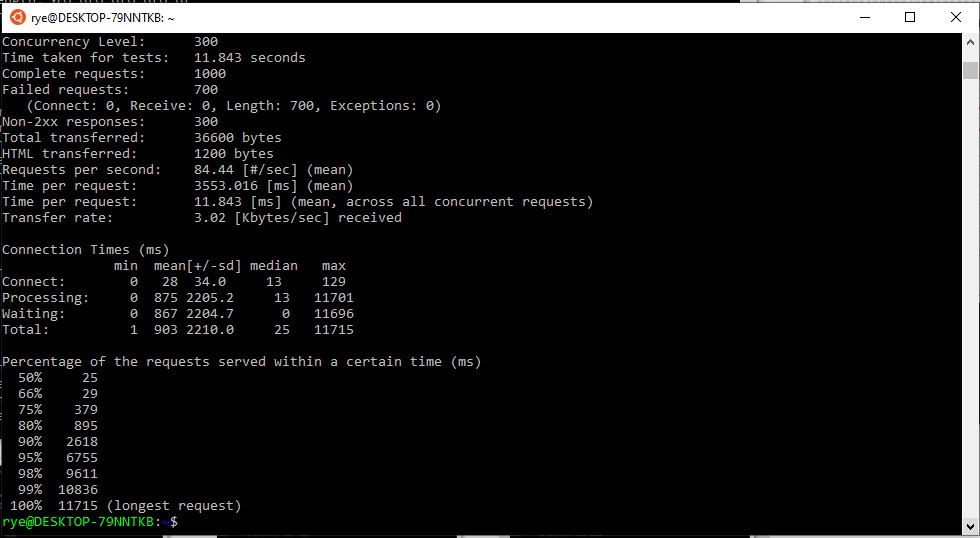 rye@DESKTOP-79NNTKB: ~
Concurrency Level:      300
Time taken for tests:   11.843 seconds
Complete requests:      1000
Failed requests:        700
   (Connect: 0, Receive: 0, Length: 700, Exceptions: 0)
Non-2xx responses:      300
Total transferred:      36600 bytes
HTML transferred:       1200 bytes
Requests per second:    84.44 [#/sec] (mean)
Time per request:       3553.016 [ms] (mean)
Time per request:       11.843 [ms] (mean, across all concurrent requests)
Transfer rate:          3.02 [Kbytes/sec] received

Connection Times (ms)
              min  mean[+/-sd] median   max
Connect:        0   28  34.0     13     129
Processing:     0  875 2205.2     13   11701
Waiting:        0  867 2204.7      0   11696
Total:          1  903 2210.0     25   11715

Percentage of the requests served within a certain time (ms)
  50%     25
  66%     29
  75%    379
  80%    895
  90%   2618
  95%   6755
  98%   9611
  99%  10836
 100%  11715 (longest request)
rye@DESKTOP-79NNTKB:~$